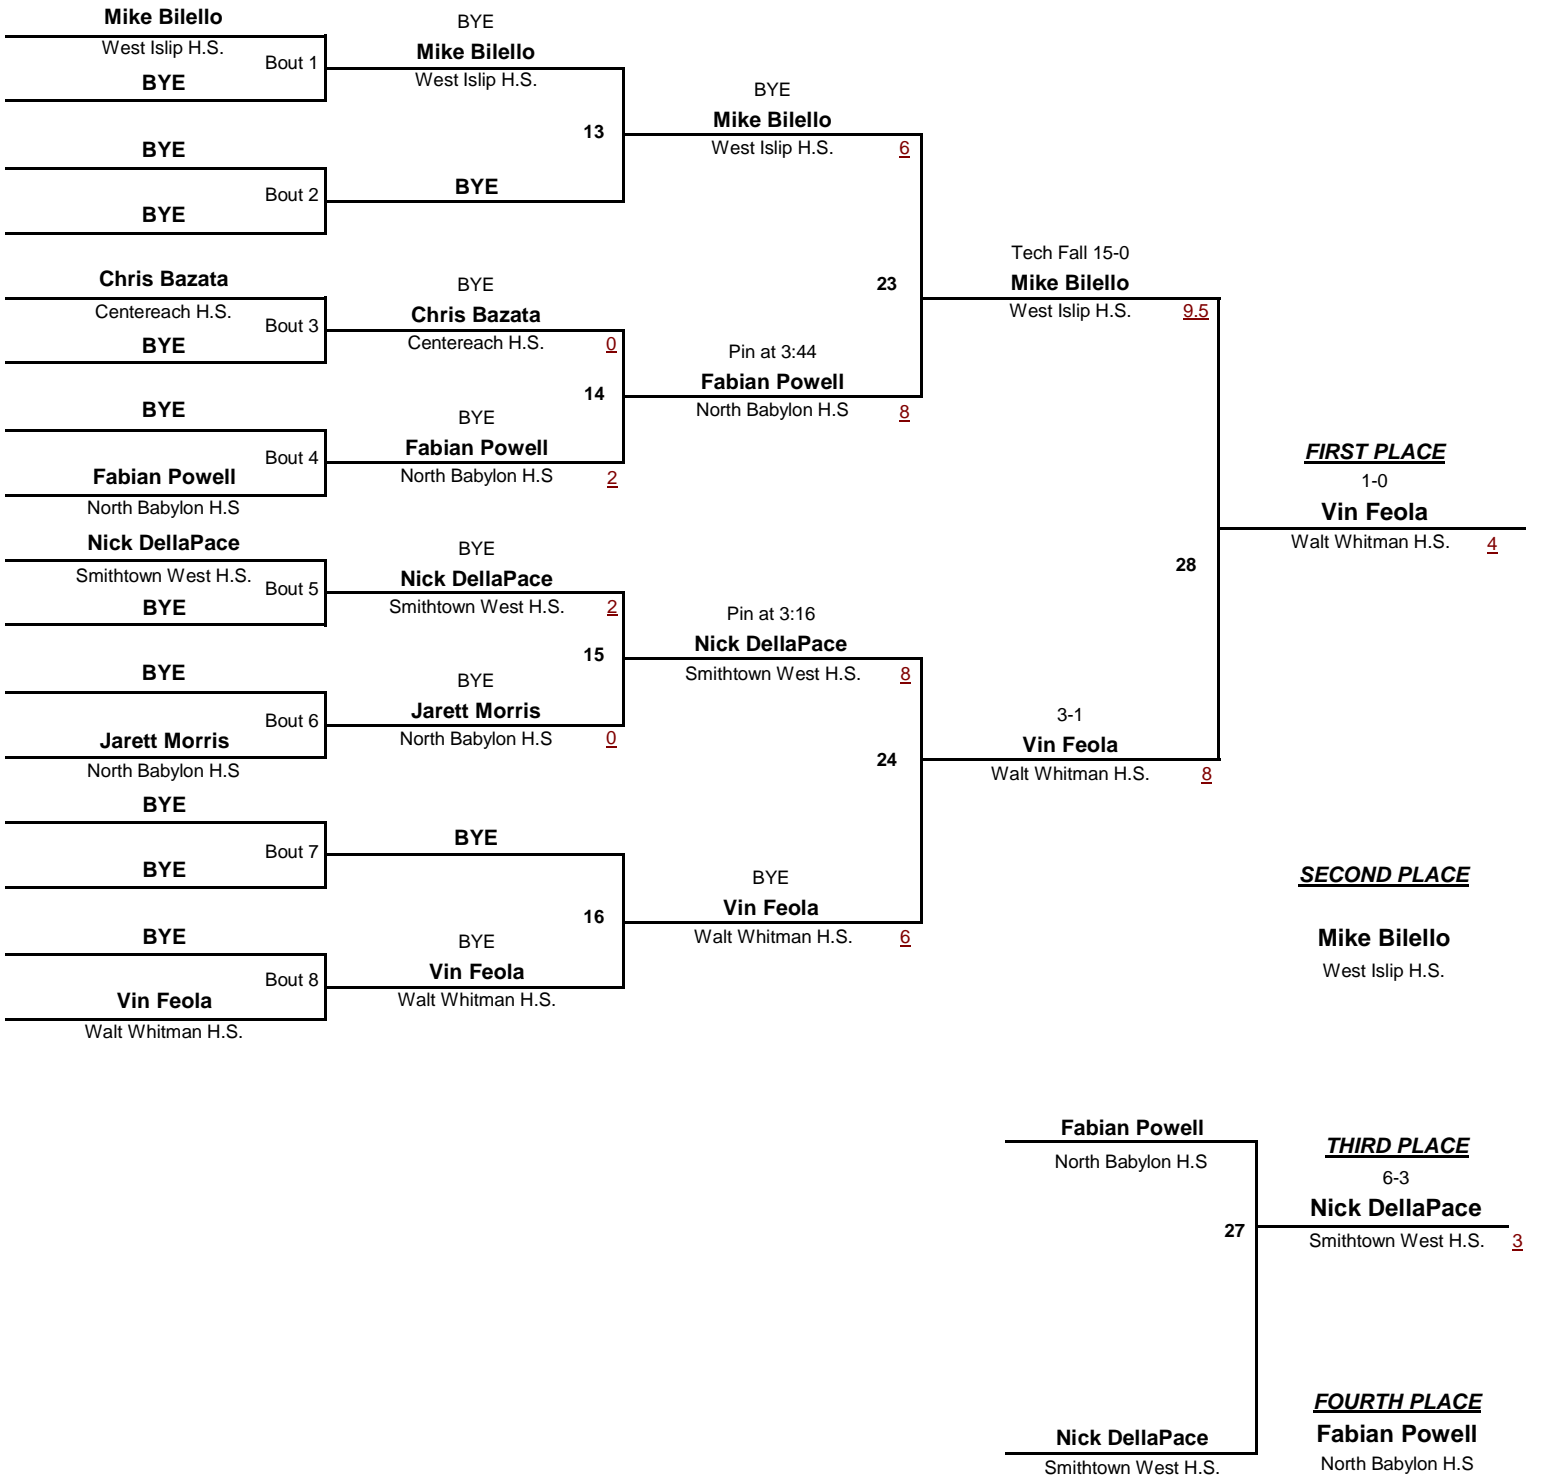 Mike Bilello
West Islip H.S.
Bout 1
BYE
BYE
Bout 2
BYE
Chris Bazata
Centereach H.S.
Bout 3
BYE
BYE
Bout 4
Fabian Powell
North Babylon H.S
Nick DellaPace
Smithtown West H.S.
Bout 5
BYE
BYE
Bout 6
Jarett Morris
North Babylon H.S
BYE
Bout 7
BYE
BYE
Bout 8
Vin Feola
Walt Whitman H.S.
BYE
Mike Bilello
West Islip H.S.
13
BYE
BYE
Chris Bazata
Centereach H.S. 0
14
BYE
Fabian Powell
North Babylon H.S 2
BYE
Nick DellaPace
Smithtown West H.S. 2
15
BYE
Jarett Morris
North Babylon H.S 0
BYE
16
BYE
Vin Feola
Walt Whitman H.S.
BYE
Mike Bilello
West Islip H.S. 6
23
Pin at 3:44
Fabian Powell
North Babylon H.S 8
Pin at 3:16
Nick DellaPace
Smithtown West H.S. 8
24
BYE
Vin Feola
Walt Whitman H.S. 6
Tech Fall 15-0
Mike Bilello
West Islip H.S. 9.5
28
3-1
Vin Feola
Walt Whitman H.S. 8
FIRST PLACE
1-0
Vin Feola
Walt Whitman H.S. 4
SECOND PLACE
Mike Bilello
West Islip H.S.
Fabian Powell
North Babylon H.S
27
Nick DellaPace
Smithtown West H.S.
THIRD PLACE
6-3
Nick DellaPace
Smithtown West H.S. 3
FOURTH PLACE
Fabian Powell
North Babylon H.S